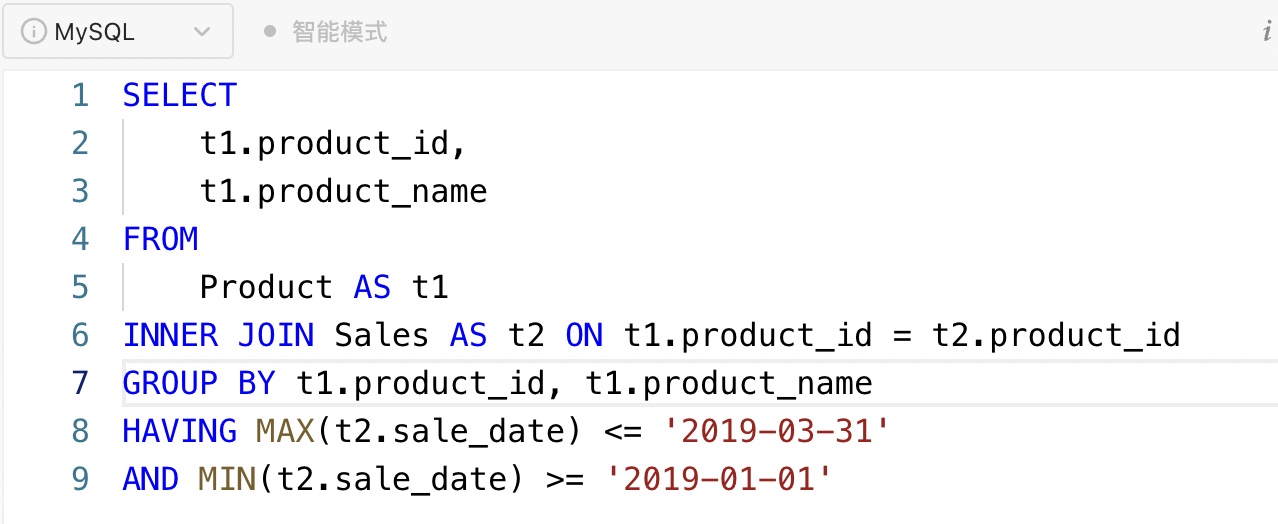 MySQL 智能模式 i
1 SELECT
2 t1.product_id,
3 t1.product_name
4 FROM
5 Product AS t1
6 INNER JOIN Sales AS t2 ON t1.product_id = t2.product_id
7 GROUP BY t1.product_id, t1.product_name
8 HAVING MAX(t2.sale_date) <= '2019-03-31'
9 AND MIN(t2.sale_date) >= '2019-01-01'